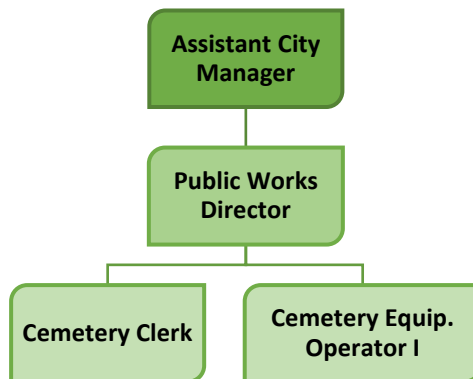 Assistant City
Manager
Public Works
Director
Cemetery Clerk
Cemetery Equip.
Operator I